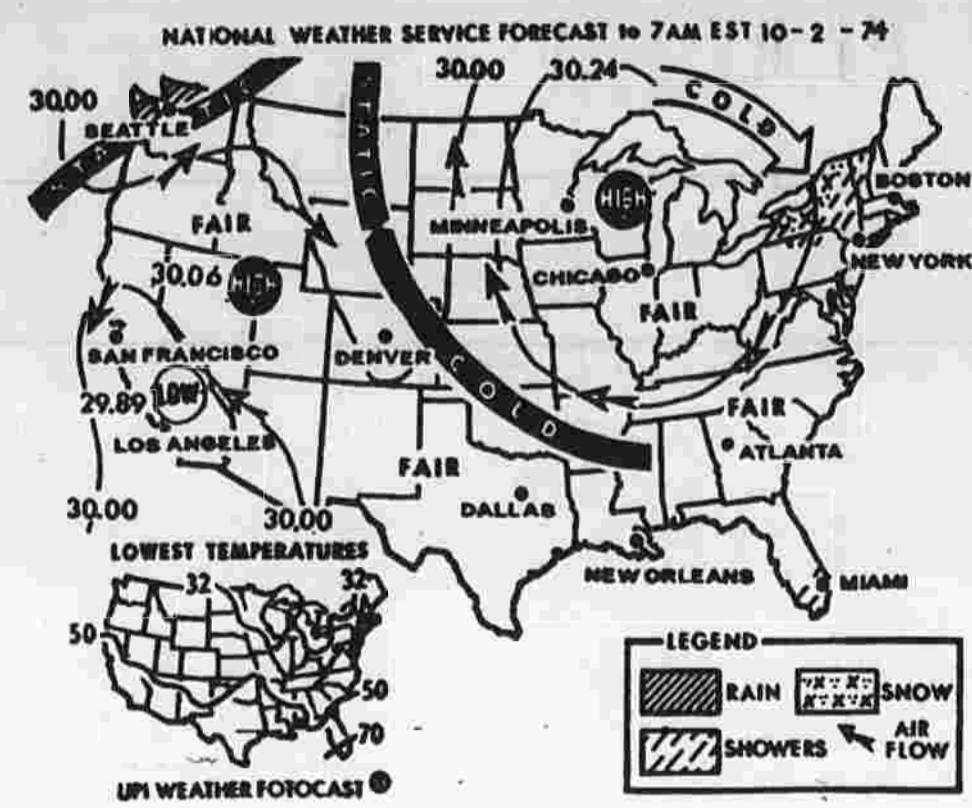 NATIONAL WEATHER SERVICE FORECAST to 7AM EST 10-2-74
30.00
30.24
30.00
COLD
SEATTLE
STATIC
BOSTON
HIGH
FAIR
MINNEAPOLIS
NEW YORK
30.06
HIGH
CHICAGO
FAIR
SAN FRANCISCO
DENVER
COLD
29.89
LOW
FAIR
LOS ANGELES
ATLANTA
FAIR
DALLAS
30.00
30.00
LOWEST TEMPERATURES
NEW ORLEANS
MIAMI
32
32
50
50
70
LEGEND
RAIN
SNOW
SHOWERS
AIR
FLOW
UPI WEATHER FOTOCAST ®